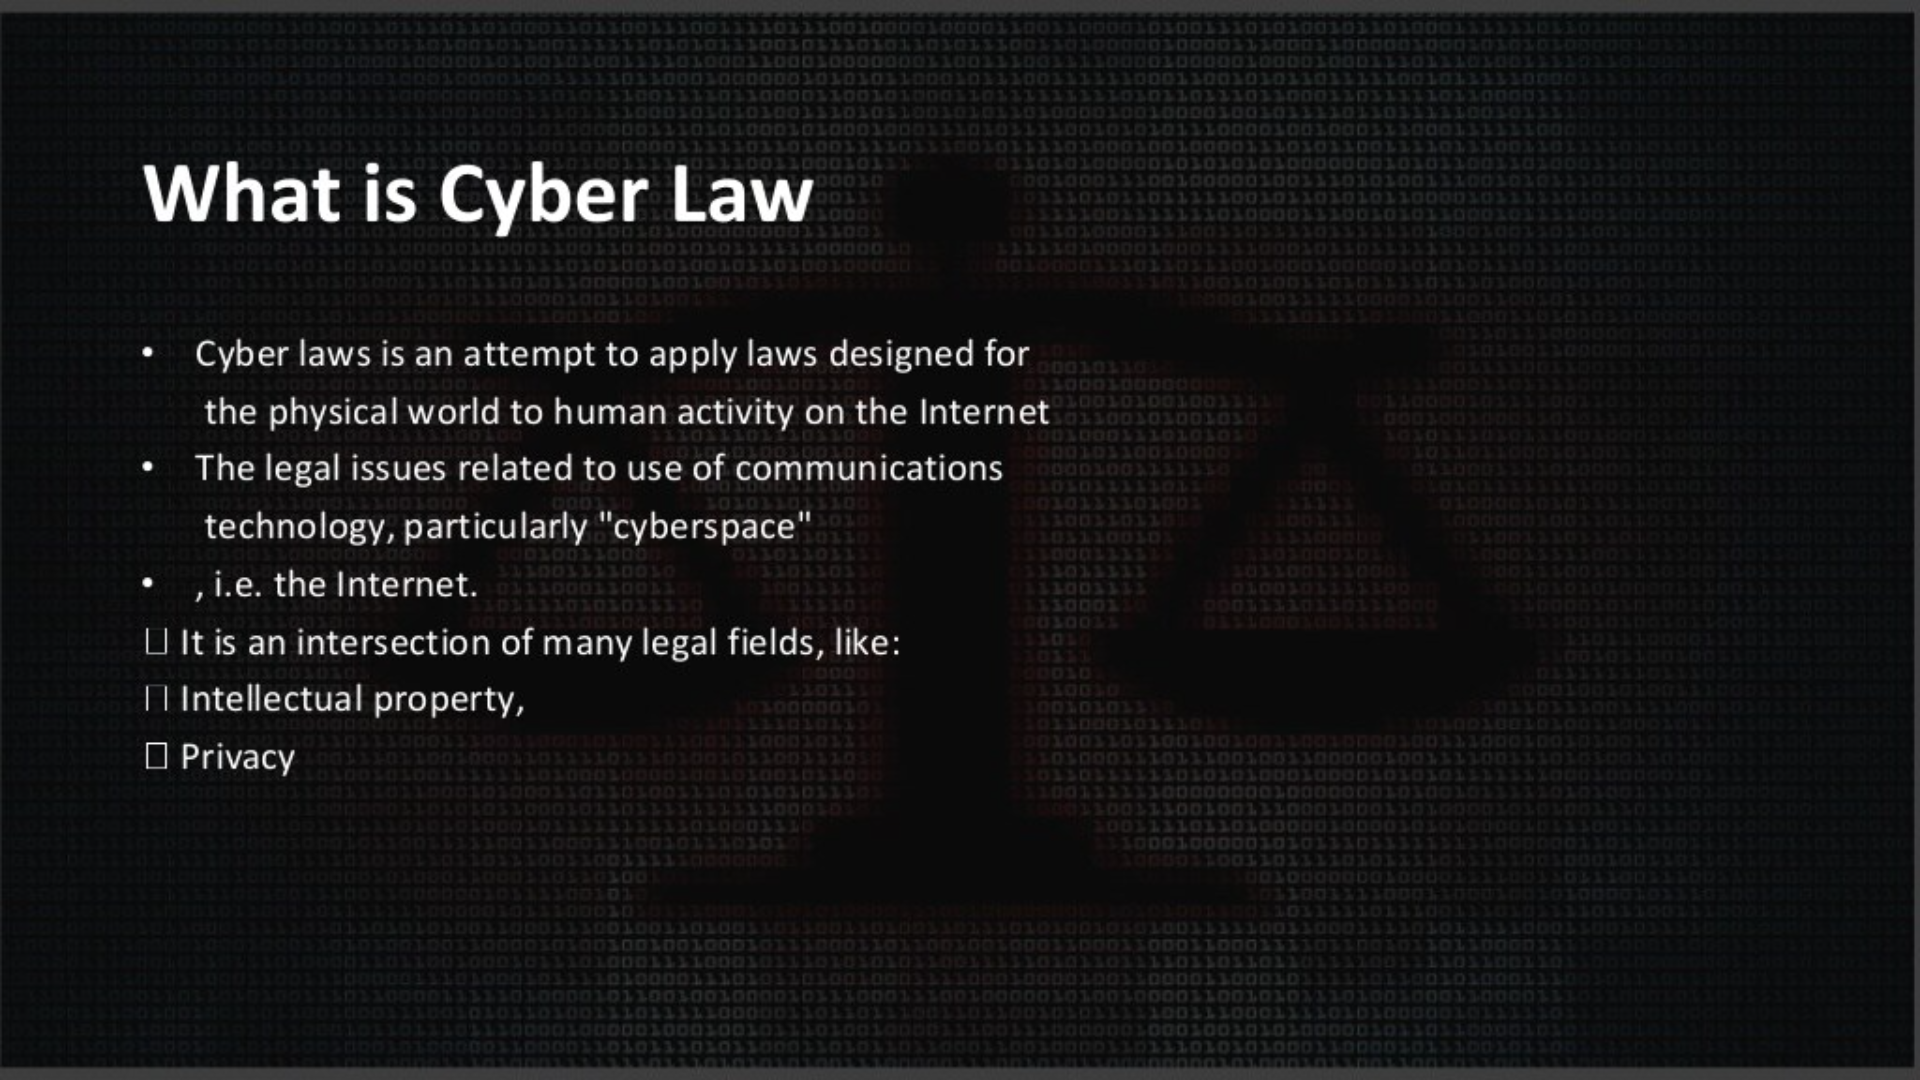 What is Cyber Law
• Cyber laws is an attempt to apply laws designed for
the physical world to human activity on the Internet
• The legal issues related to use of communications
technology, particularly "cyberspace"
• , i.e. the Internet.
□ It is an intersection of many legal fields, like:
□ Intellectual property,
□ Privacy